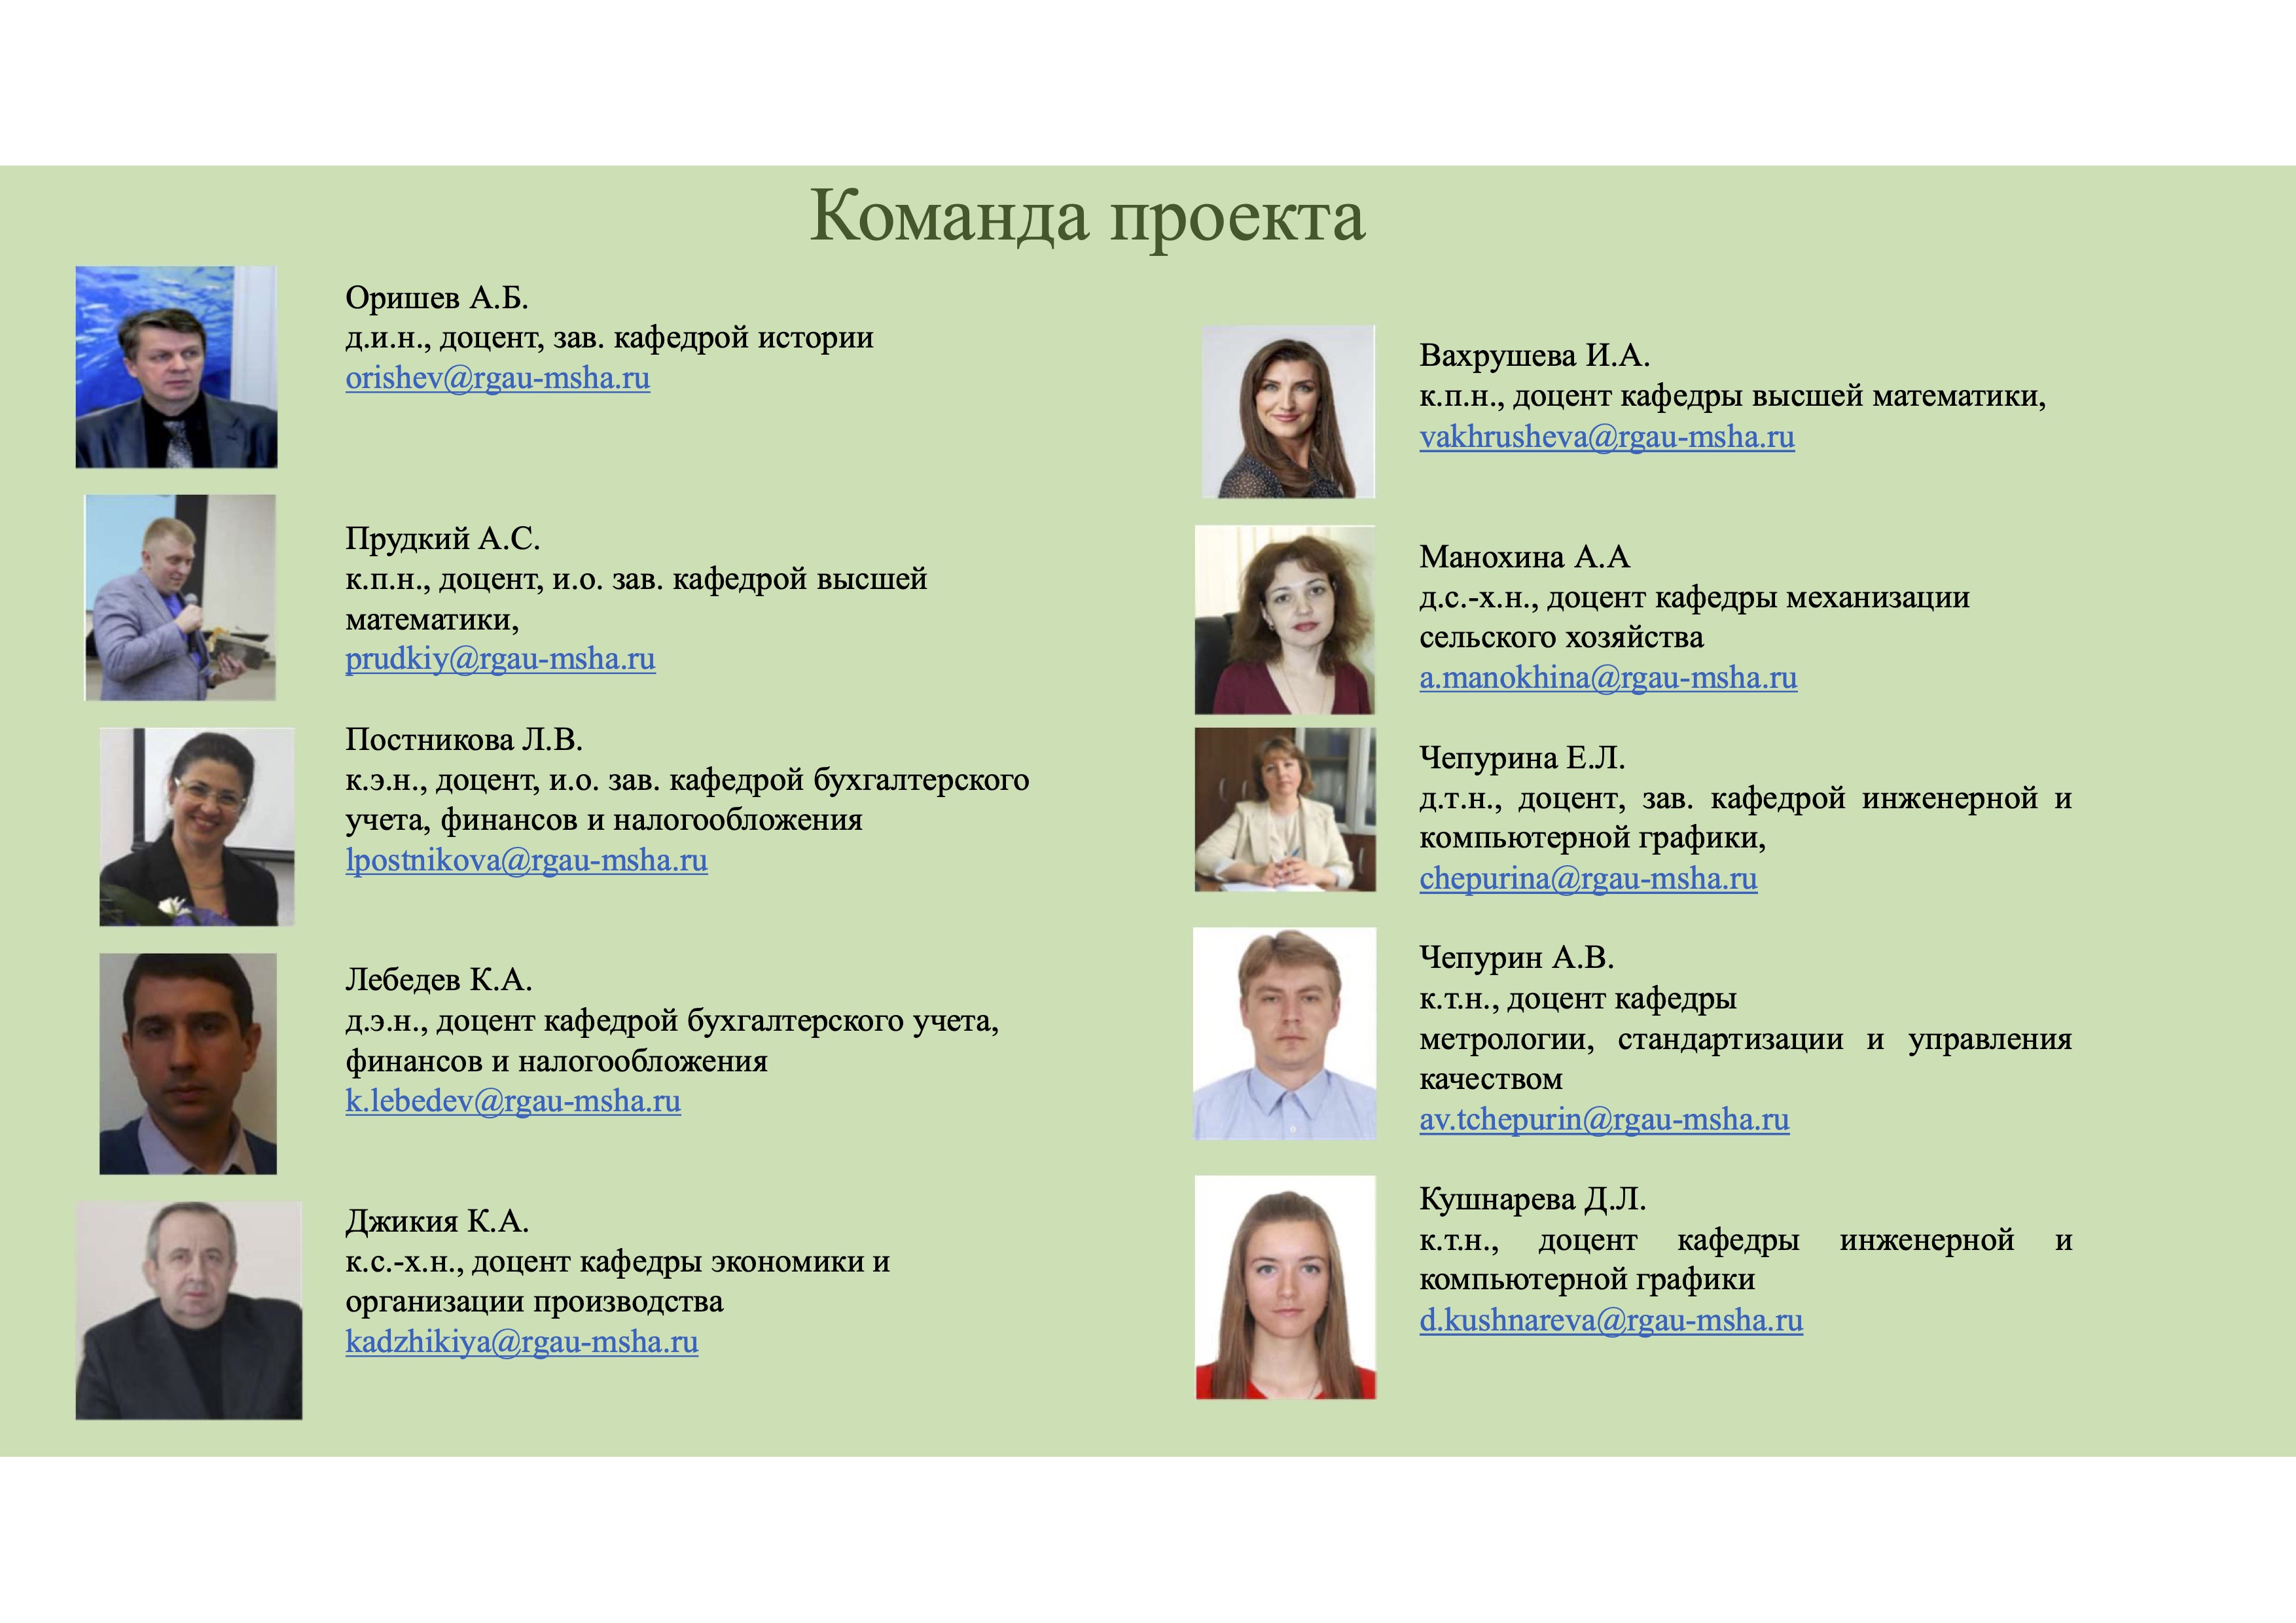 Команда проекта
Оришев А.Б.
д.и.н., доцент, зав. кафедрой истории
orishev@rgau-msha.ru
Прудкий А.С.
к.п.н., доцент, и.о. зав. кафедрой высшей
математики,
prudkiy@rgau-msha.ru
Постникова Л.В.
к.э.н., доцент, и.о. зав. кафедрой бухгалтерского
учета, финансов и налогообложения
lpostnikova@rgau-msha.ru
Лебедев К.А.
д.э.н., доцент кафедрой бухгалтерского учета,
финансов и налогообложения
k.lebedev@rgau-msha.ru
Джикия К.А.
к.с.-х.н., доцент кафедры экономики и
организации производства
kadzhikiya@rgau-msha.ru
Вахрушева И.А.
к.п.н., доцент кафедры высшей математики,
vakhrusheva@rgau-msha.ru
Манохина А.А
д.с.-х.н., доцент кафедры механизации
сельского хозяйства
a.manokhina@rgau-msha.ru
Чепурина Е.Л.
д.т.н., доцент, зав. кафедрой инженерной и
компьютерной графики,
chepurina@rgau-msha.ru
Чепурин А.В.
к.т.н., доцент кафедры
метрологии, стандартизации и управления
качеством
av.tchepurin@rgau-msha.ru
Кушнарева Д.Л.
к.т.н., доцент кафедры инженерной и
компьютерной графики
d.kushnareva@rgau-msha.ru